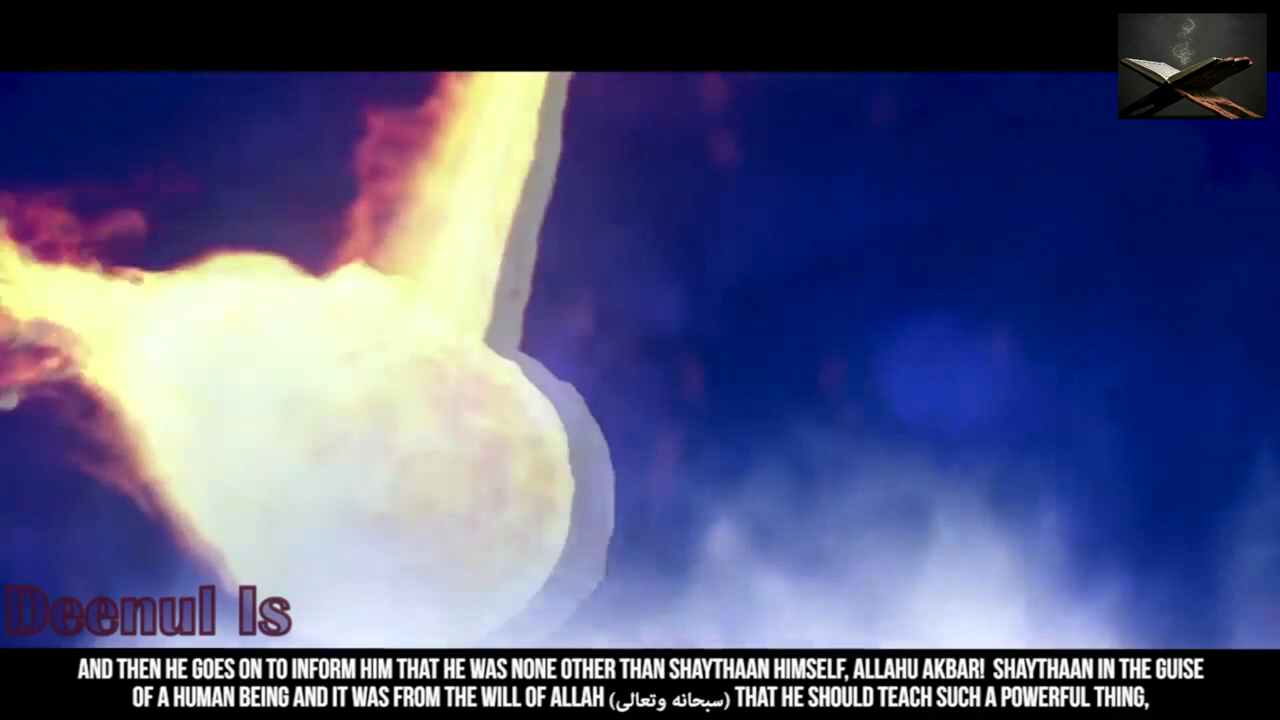 Deenul Is
AND THEN HE GOES ON TO INFORM HIM THAT HE WAS NONE OTHER THAN SHAYTHAAN HIMSELF, ALLAHU AKBAR!  SHAYTHAAN IN THE GUISE
OF A HUMAN BEING AND IT WAS FROM THE WILL OF ALLAH (سبحانه وتعالى) THAT HE SHOULD TEACH SUCH A POWERFUL THING,